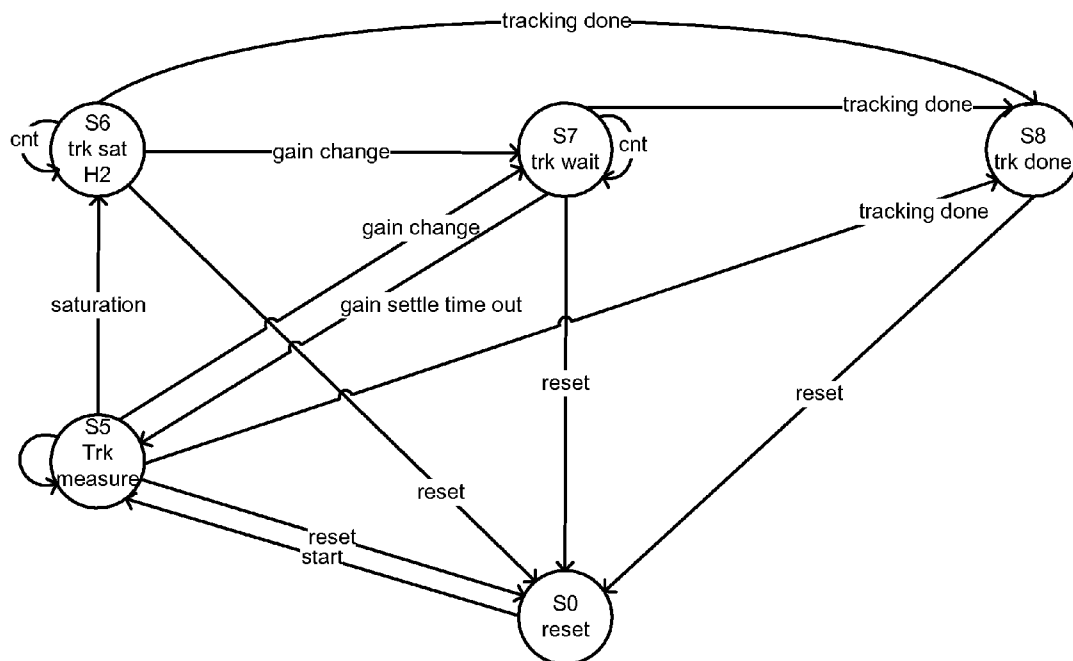 tracking done
S6
trk sat
H2
cnt
gain change
S7
trk wait
cnt
tracking done
S8
trk done
gain change
tracking done
saturation
gain settle time out
reset
reset
S5
Trk
measure
reset
reset
start
S0
reset